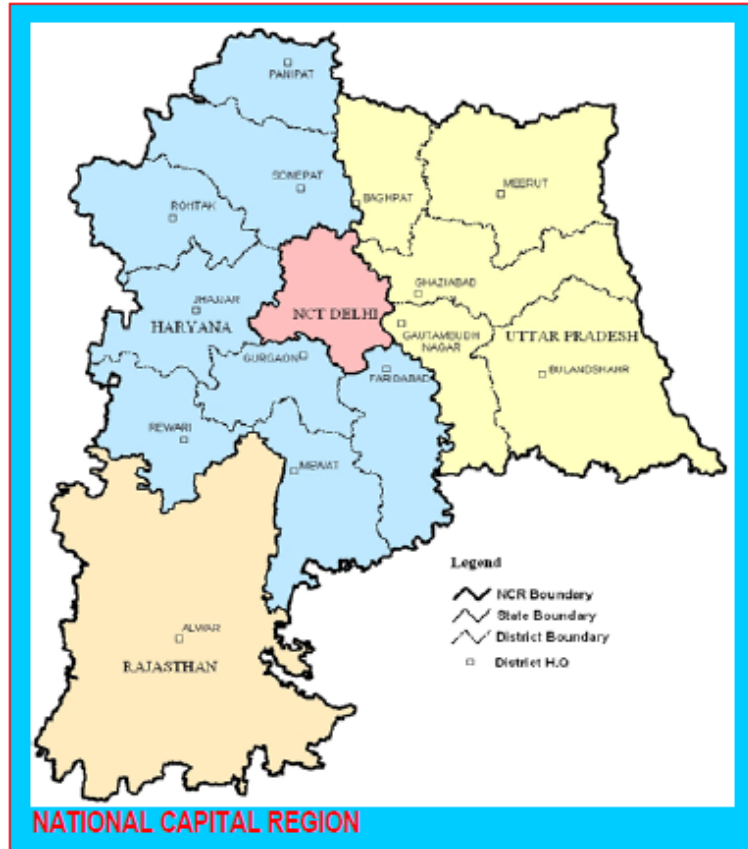 PANIPAT
SONEPAT
BAGHPAT
MEERUT
ROHTAK
GHAZIABAD
JHAJJAR
NCT DELHI
HARYANA
GAUTAMBUDH
NAGAR
UTTAR PRADESH
GURGAON
FARIDABAD
BULANDSHAHR
REWARI
MEWAT
Legend
NCR Boundary
State Boundary
District Boundary
District H.Q
ALWAR
RAJASTHAN
NATIONAL CAPITAL REGION